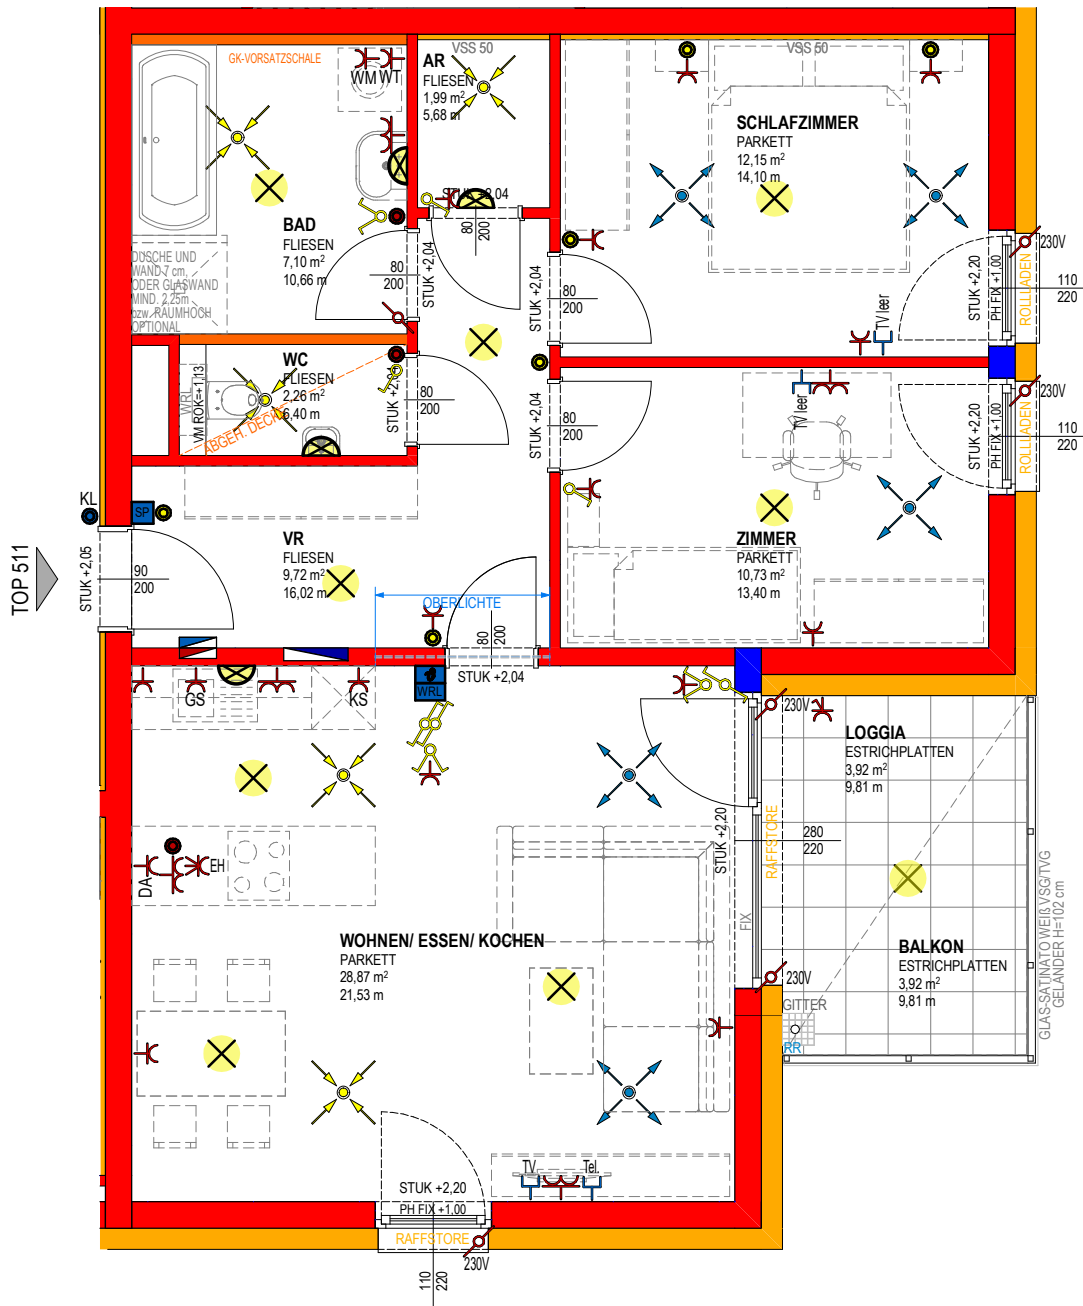 GK-VORSATZSCHALE
WM WT
AR
FLIESEN
1,99 m²
5,68 m
VSS 50
VSS 50
SCHLAFZIMMER
PARKETT
12,15 m²
14,10 m
STUK +2,04
80
200
BAD
FLIESEN
7,10 m²
10,66 m
DUSCHE UND
WAND 7 cm,
ODER GLASWAND
MIND. 2,25m
bzw. RAUMHOCH
OPTIONAL
80
200
STUK +2,04
STUK +2,04
80
200
230V
STUK +2,20
PH FIX +1,00
ROLLLADEN
110
220
TV leer
WC
FLIESEN
2,26 m²
6,40 m
WRL
VM ROK=+1,13
ABGEH. DECKE
STUK +2,04
80
200
STUK +2,04
80
200
TV leer
230V
STUK +2,20
PH FIX +1,00
ROLLLADEN
110
220
KL
SP
TOP 511
STUK +2,05
90
200
VR
FLIESEN
9,72 m²
16,02 m
ZIMMER
PARKETT
10,73 m²
13,40 m
OBERLICHTE
80
200
STUK +2,04
GS
KS
WRL
230V
LOGGIA
ESTRICHPLATTEN
3,92 m²
9,81 m
STUK +2,20
RAFFSTORE
280
220
DA
EH
FIX
WOHNEN/ ESSEN/ KOCHEN
PARKETT
28,87 m²
21,53 m
BALKON
ESTRICHPLATTEN
3,92 m²
9,81 m
GLAS-SATINATO WEIß VSG/TVG
GELÄNDER H=102 cm
230V
GITTER
RR
TV
Tel.
STUK +2,20
PH FIX +1,00
RAFFSTORE
230V
110
220